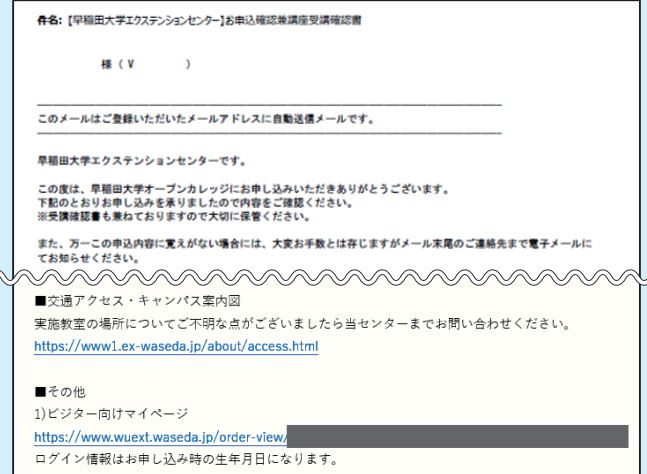 件名:【早稲田大学エクステンションセンター】お申込確認兼講座受講確認書
様（V　　　　）
このメールはご登録いただいたメールアドレスに自動送信メールです。
早稲田大学エクステンションセンターです。
この度は、早稲田大学オープンカレッジにお申し込みいただきありがとうございます。
下記のとおりお申し込みを承りましたので内容をご確認ください。
※受講確認書も兼ねておりますので大切に保管ください。
また、万一この申込内容に覚えがない場合には、大変お手数とは存じますがメール末尾のご連絡先まで電子メールに
てお知らせください。
■交通アクセス・キャンパス案内図
実施教室の場所についてご不明な点がございましたら当センターまでお問い合わせください。
https://www1.ex-waseda.jp/about/access.html
■その他
1)ビジター向けマイページ
https://www.wuext.waseda.jp/order-view/
ログイン情報はお申し込み時の生年月日になります。